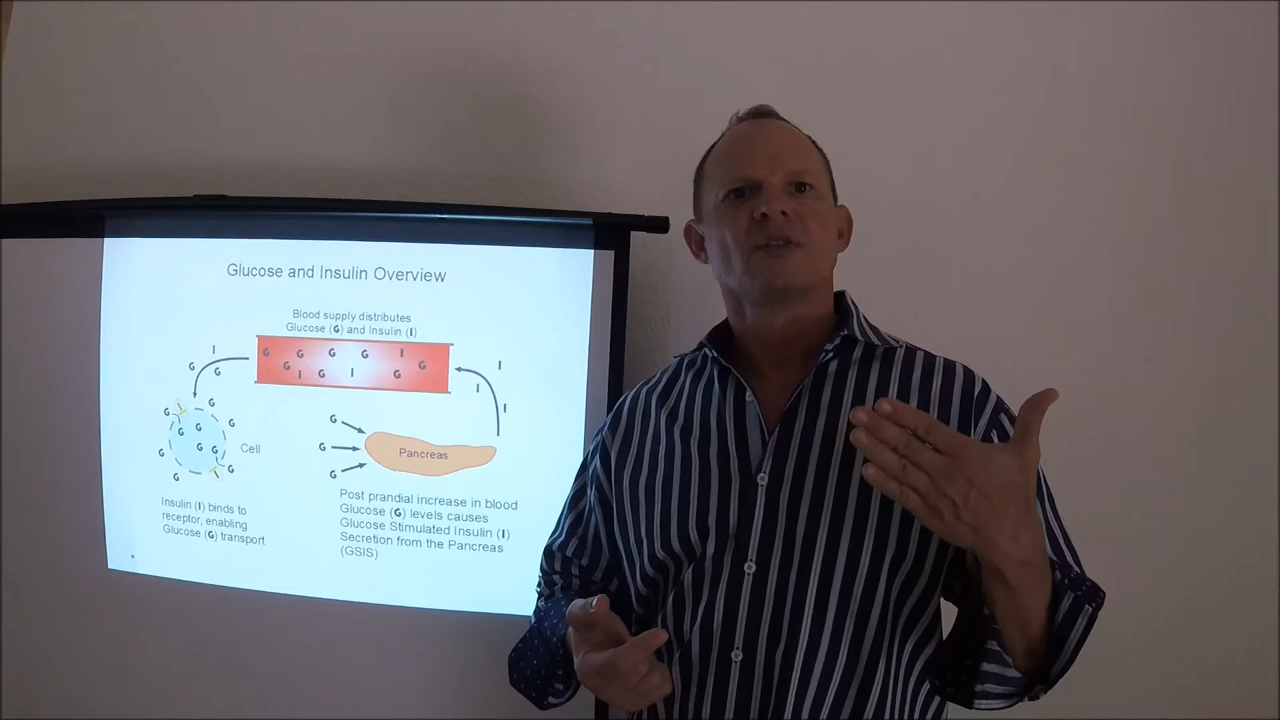 Glucose and Insulin Overview
Blood supply distributes
Glucose (G) and Insulin (I)
G G G G I
G I G I G G
I
G G
I
I
I
G
G G
G
G G
G G
G G
G
G
G
G
Cell
Pancreas
Insulin (I) binds to
receptor, enabling
Glucose (G) transport
Post prandial increase in blood
Glucose (G) levels causes
Glucose Stimulated Insulin (I)
Secretion from the Pancreas
(GSIS)